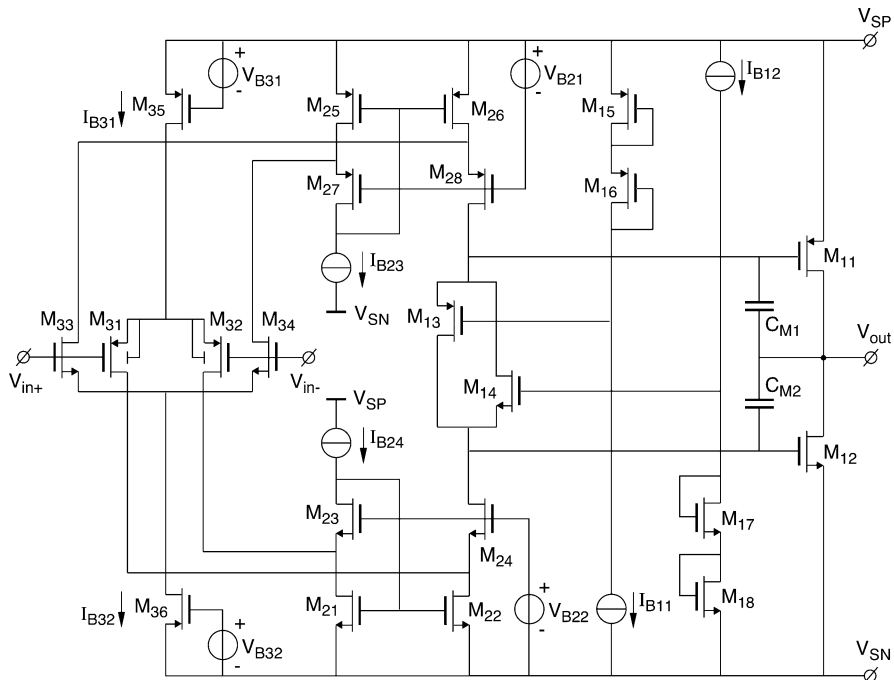 V_SP
+
V_B31
-
+
V_B21
-
I_B12
I_B31
M_35
M_25
M_26
M_15
M_27
M_28
M_16
I_B23
V_SN
M_11
M_33
M_31
M_32
M_34
M_13
C_M1
V_out
V_in+
V_in-
M_14
C_M2
V_SP
I_B24
M_12
M_23
M_24
M_17
I_B32
M_36
M_21
M_22
+
V_B22
-
I_B11
M_18
+
V_B32
-
V_SN